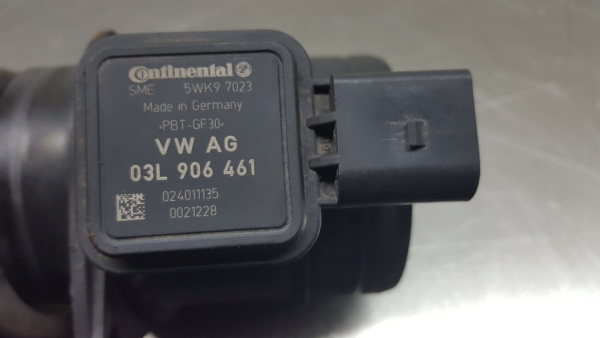 Continental
SME 5WK9 7023
Made in Germany
>PBT-GF30<
VW AG
03L 906 461
024011135
0021228